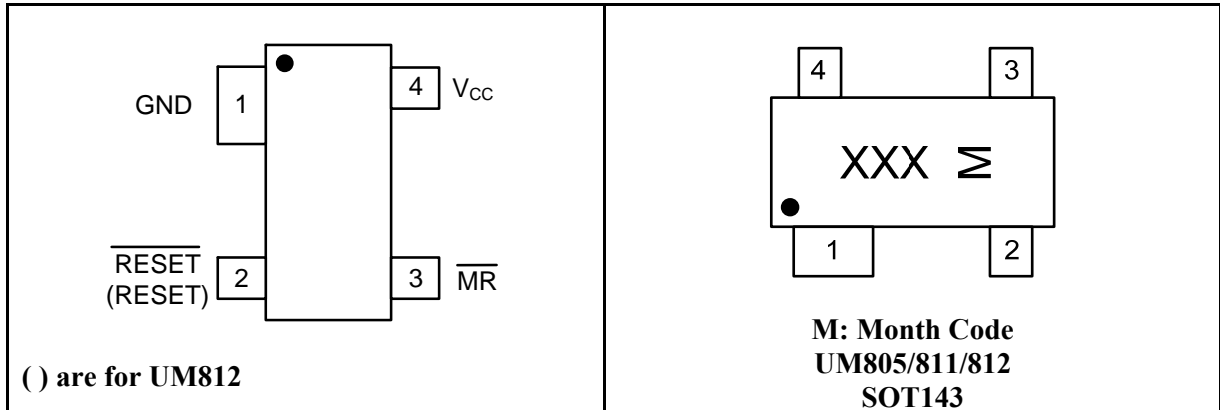 GND 1
4 VCC
RESET
(RESET) 2
3 MR
( ) are for UM812
4 3
XXX M
1 2
M: Month Code
UM805/811/812
SOT143